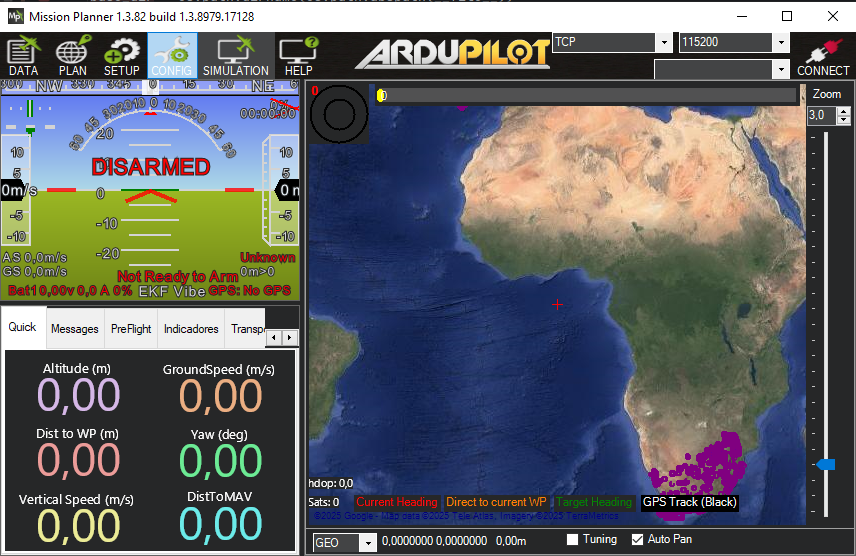 Mission Planner 1.3.82 build 1.3.8979.17128
DATA PLAN SETUP CONFIG SIMULATION HELP
ARDUPILOT
TCP 115200
CONNECT
NW 0 15 30 NE
00:00:00
DISARMED
20
0
-10
-20
10
5
0m/s
-5
-10
10
5
0 m
-5
-10
AS 0,0m/s
GS 0,0m/s
Unknown
0m>0
Not Ready to Arm
Bat1 0,00v 0,0 A 0% EKF Vibe GPS: No GPS
Quick Messages PreFlight Indicadores Transp
Altitude (m) GroundSpeed (m/s)
0,00 0,00
Dist to WP (m) Yaw (deg)
0,00 0,00
Vertical Speed (m/s) DistToMAV
0,00 0,00
0
Zoom
3,0
hdop: 0,0
Sats: 0 Current Heading Direct to current WP Target Heading GPS Track (Black)
©2025 Google - Map data ©2025 Tele Atlas, Imagery ©2025 TerraMetrics
GEO 0,0000000 0,0000000 0,00m Tuning Auto Pan